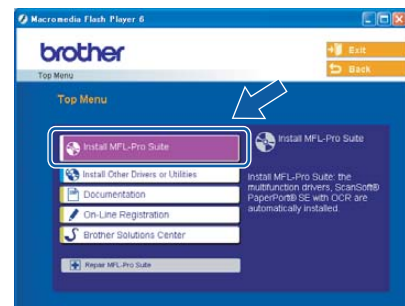 Macromedia Flash Player 6
brother
Exit
Back
Top Menu
Top Menu
Install MFL-Pro Suite
Install Other Drivers or Utilities
Documentation
On-Line Registration
Brother Solutions Center
Repair MFL-Pro Suite
Install MFL-Pro Suite
Install MFL-Pro Suite: the
multifunction drivers, ScanSoft®
PaperPort® SE with OCR are
automatically installed.